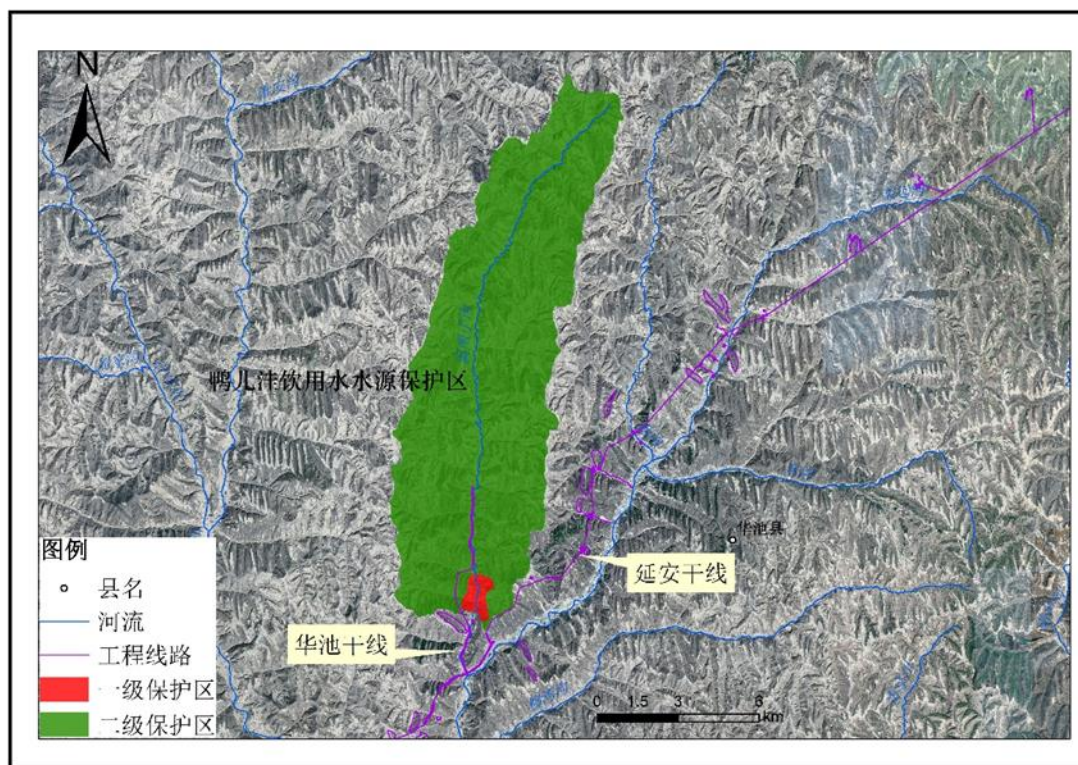 N
鸭儿洼饮用水水源保护区
华池县
延安干线
华池干线
图例
县名
河流
工程线路
一级保护区
二级保护区
0 1.5 3 6
km